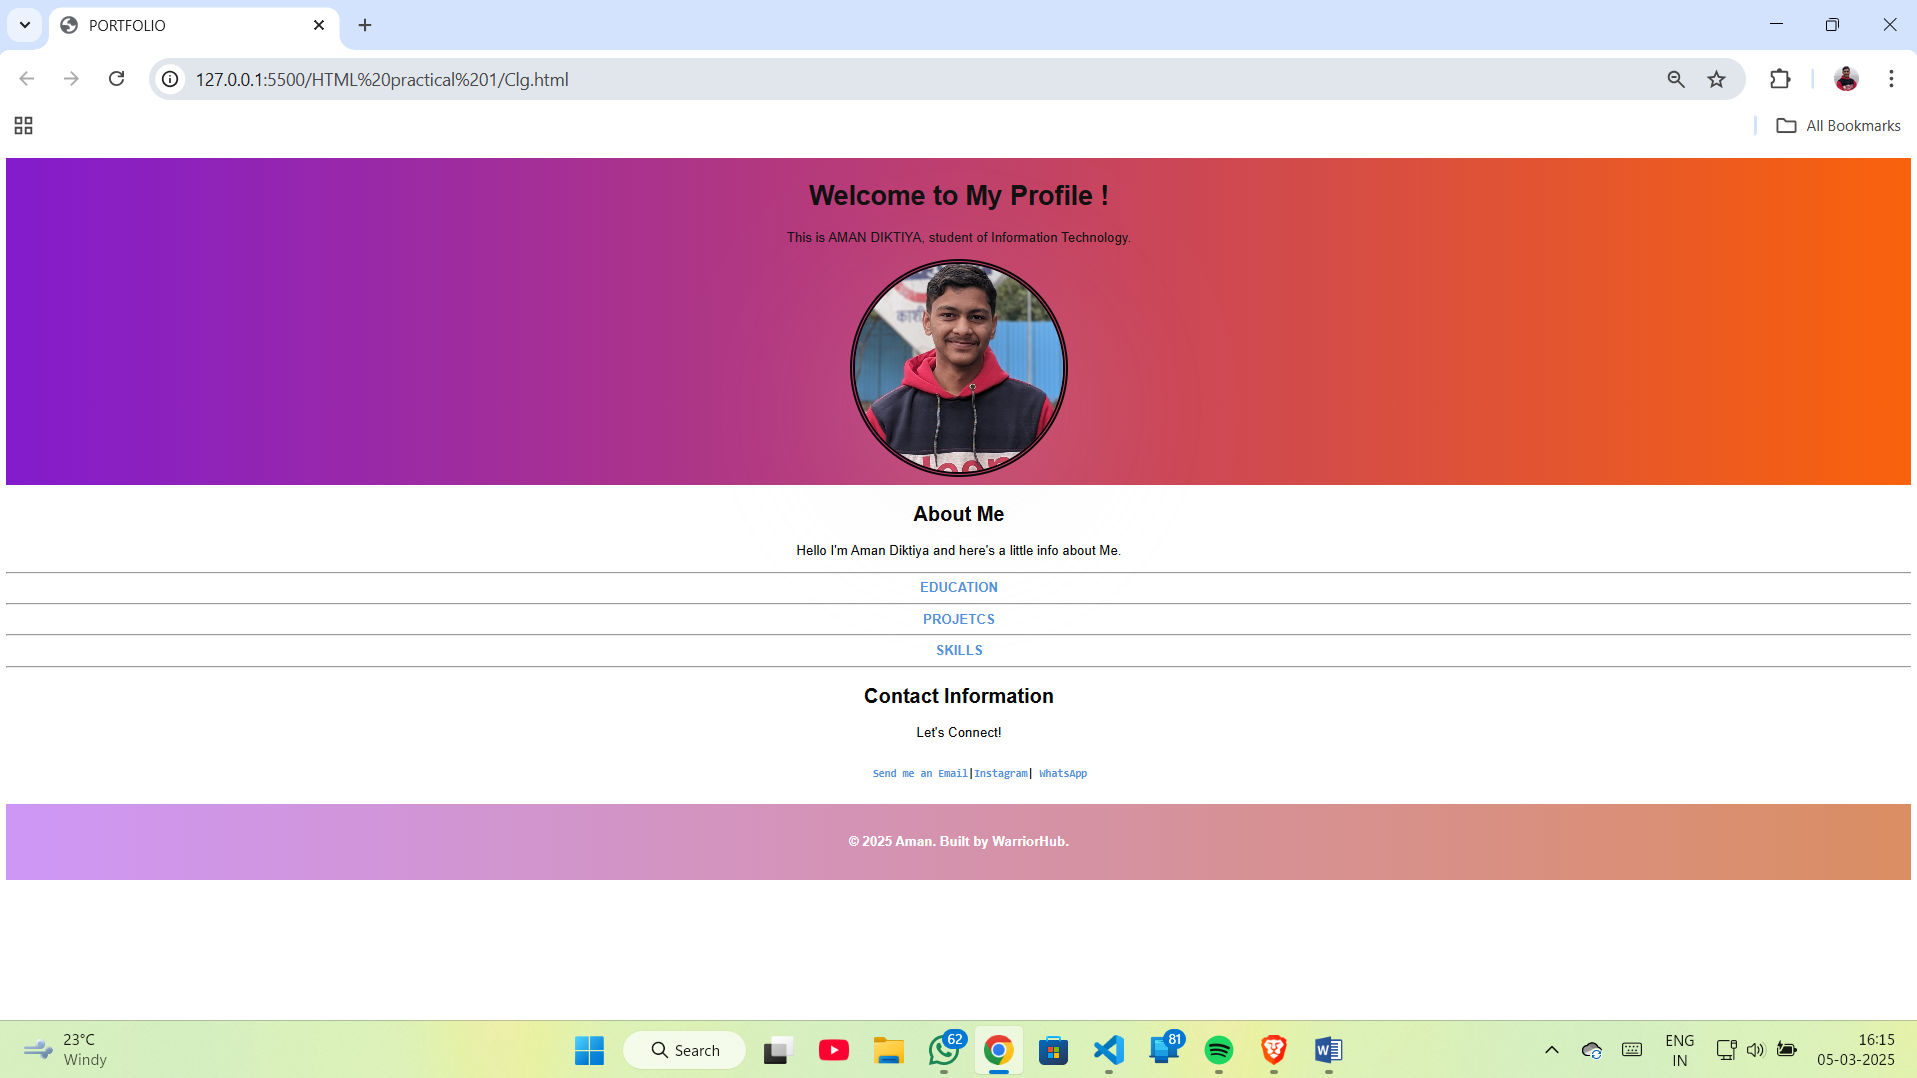 PORTFOLIO
127.0.0.1:5500/HTML%20practical%201/Clg.html
All Bookmarks
Welcome to My Profile !
This is AMAN DIKTIYA, student of Information Technology.
About Me
Hello I'm Aman Diktiya and here's a little info about Me.
EDUCATION
PROJETCS
SKILLS
Contact Information
Let's Connect!
Send me an Email|Instagram| WhatsApp
© 2025 Aman. Built by WarriorHub.
23°C
Windy
Search
62
81
ENG
IN
16:15
05-03-2025